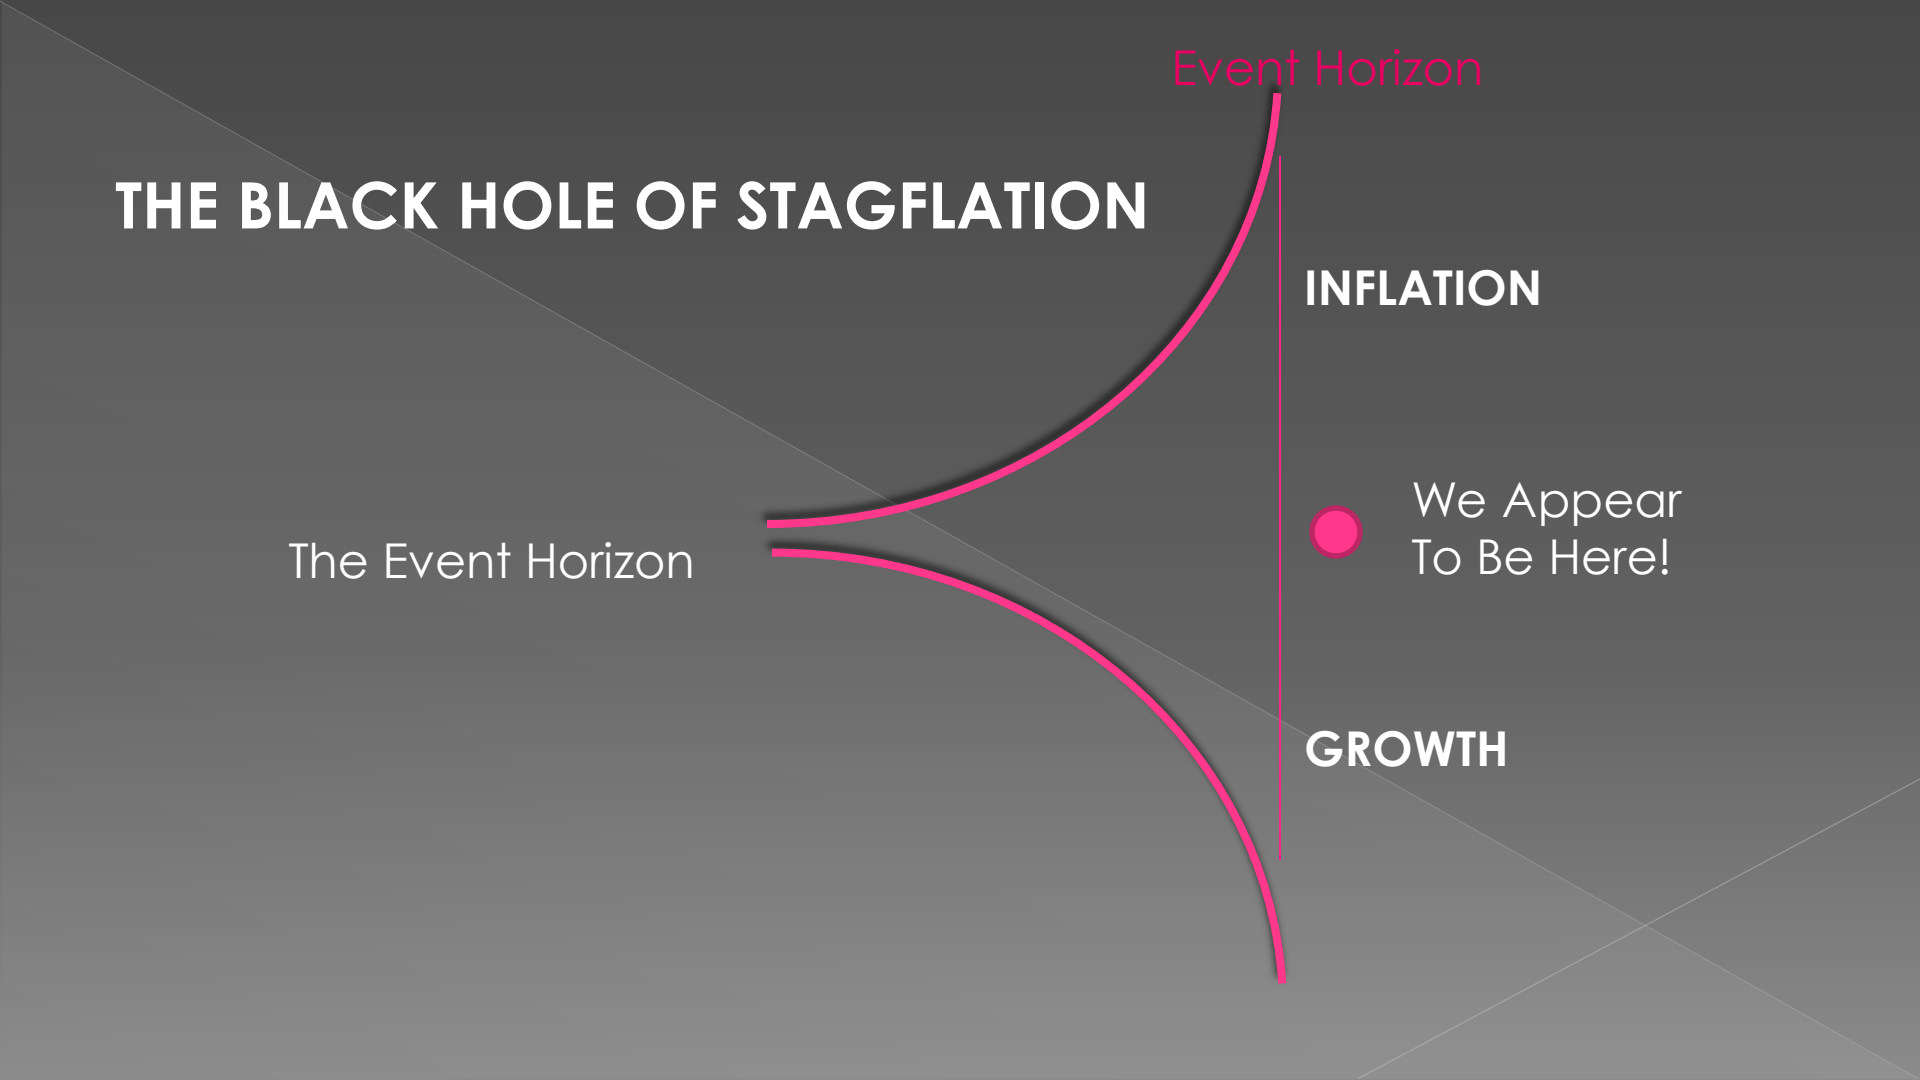 Event Horizon
THE BLACK HOLE OF STAGFLATION
INFLATION
We Appear
To Be Here!
The Event Horizon
GROWTH